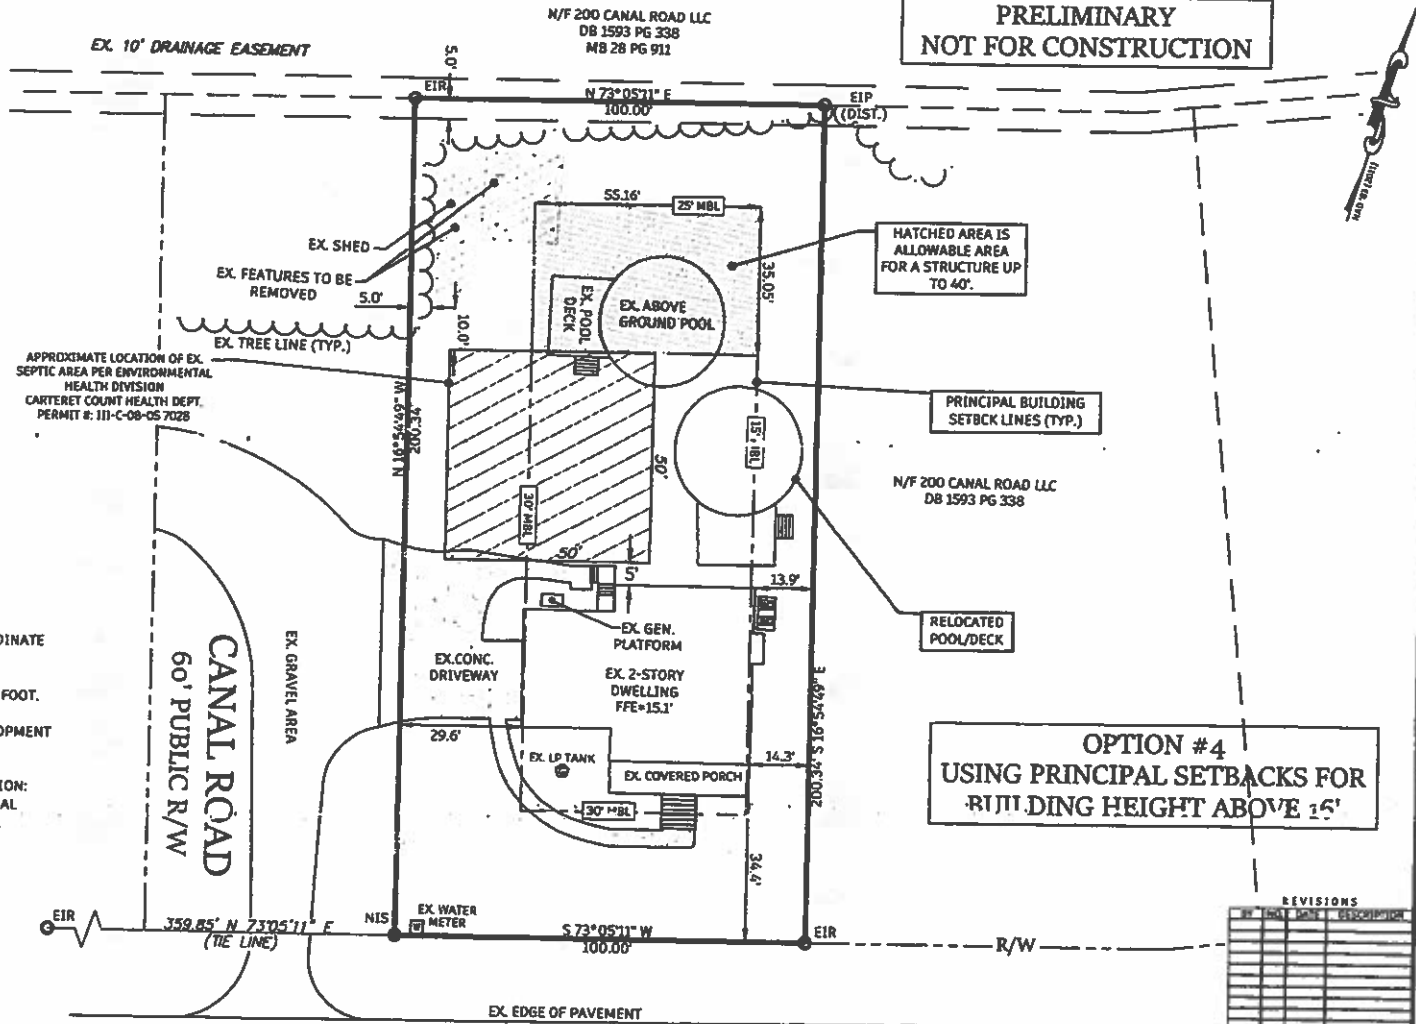 N/F 200 CANAL ROAD LLC
DB 1593 PG 338
MB 28 PG 911
PRELIMINARY
NOT FOR CONSTRUCTION
EX. 10' DRAINAGE EASEMENT
5.0'
EIR
N 73°05'11" E
100.00'
EIP
(DIST.)
NAD 83 (2011)
55.16'
25' MBL
35.05'
HATCHED AREA IS
ALLOWABLE AREA
FOR A STRUCTURE UP
TO 40'.
EX. SHED
EX. FEATURES TO BE
REMOVED
5.0'
10.0'
EX. POOL
DECK
EX. ABOVE
GROUND POOL
EX. TREE LINE (TYP.)
APPROXIMATE LOCATION OF EX.
SEPTIC AREA PER ENVIRONMENTAL
HEALTH DIVISION
CARTERET COUNT HEALTH DEPT.
PERMIT #: 111-C-08-05 7028
N 16°54'49" W
200.34'
PRINCIPAL BUILDING
SETBCK LINES (TYP.)
50'
30' MBL
N/F 200 CANAL ROAD LLC
DB 1593 PG 338
50'
5'
13.9'
EX. GEN.
PLATFORM
RELOCATED
POOL/DECK
DINATE
FOOT.
OPMENT
ION:
AL
CANAL ROAD
60' PUBLIC R/W
EX. GRAVEL AREA
EX.CONC.
DRIVEWAY
EX. 2-STORY
DWELLING
FFE=15.1'
S 16°54'49" E
200.34'
29.6'
EX. LP TANK
EX. COVERED PORCH
14.3'
OPTION #4
USING PRINCIPAL SETBACKS FOR
BUILDING HEIGHT ABOVE 15'
34.4'
EIR
359.85' N 73°05'11" E
(TIE LINE)
NIS
EX. WATER
METER
S 73°05'11" W
100.00'
EIR
R/W
REVISIONS
BY NO. DATE DESCRIPTION
EX. EDGE OF PAVEMENT